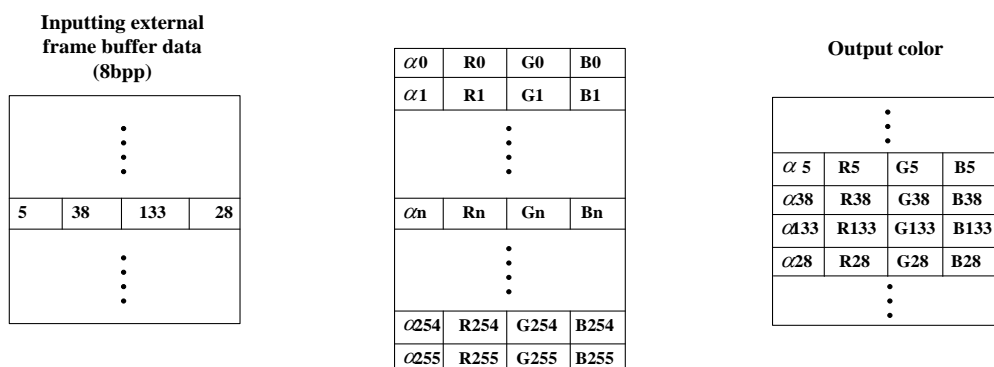 Inputting external
frame buffer data
(8bpp)
5 38 133 28
α0 R0 G0 B0
α1 R1 G1 B1
αn Rn Gn Bn
α254 R254 G254 B254
α255 R255 G255 B255
Output color
α 5 R5 G5 B5
α38 R38 G38 B38
α133 R133 G133 B133
α28 R28 G28 B28